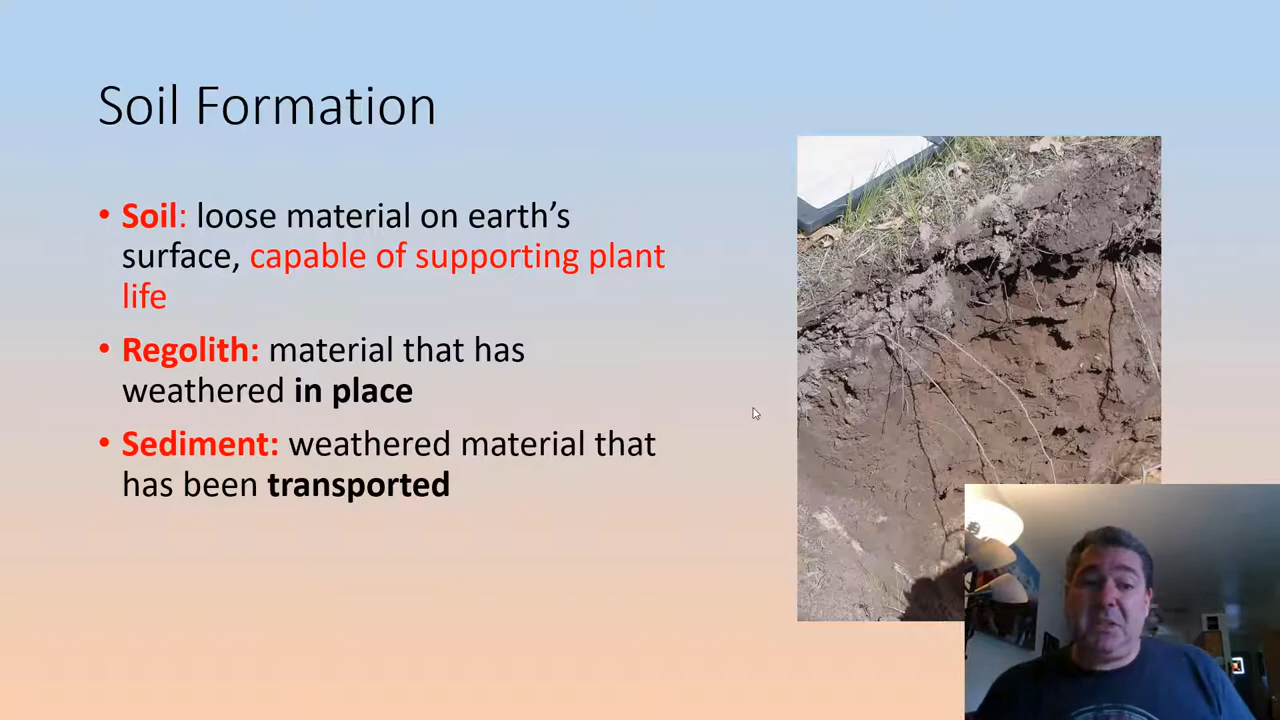 Soil Formation
• Soil: loose material on earth’s
surface, capable of supporting plant
life
• Regolith: material that has
weathered in place
• Sediment: weathered material that
has been transported